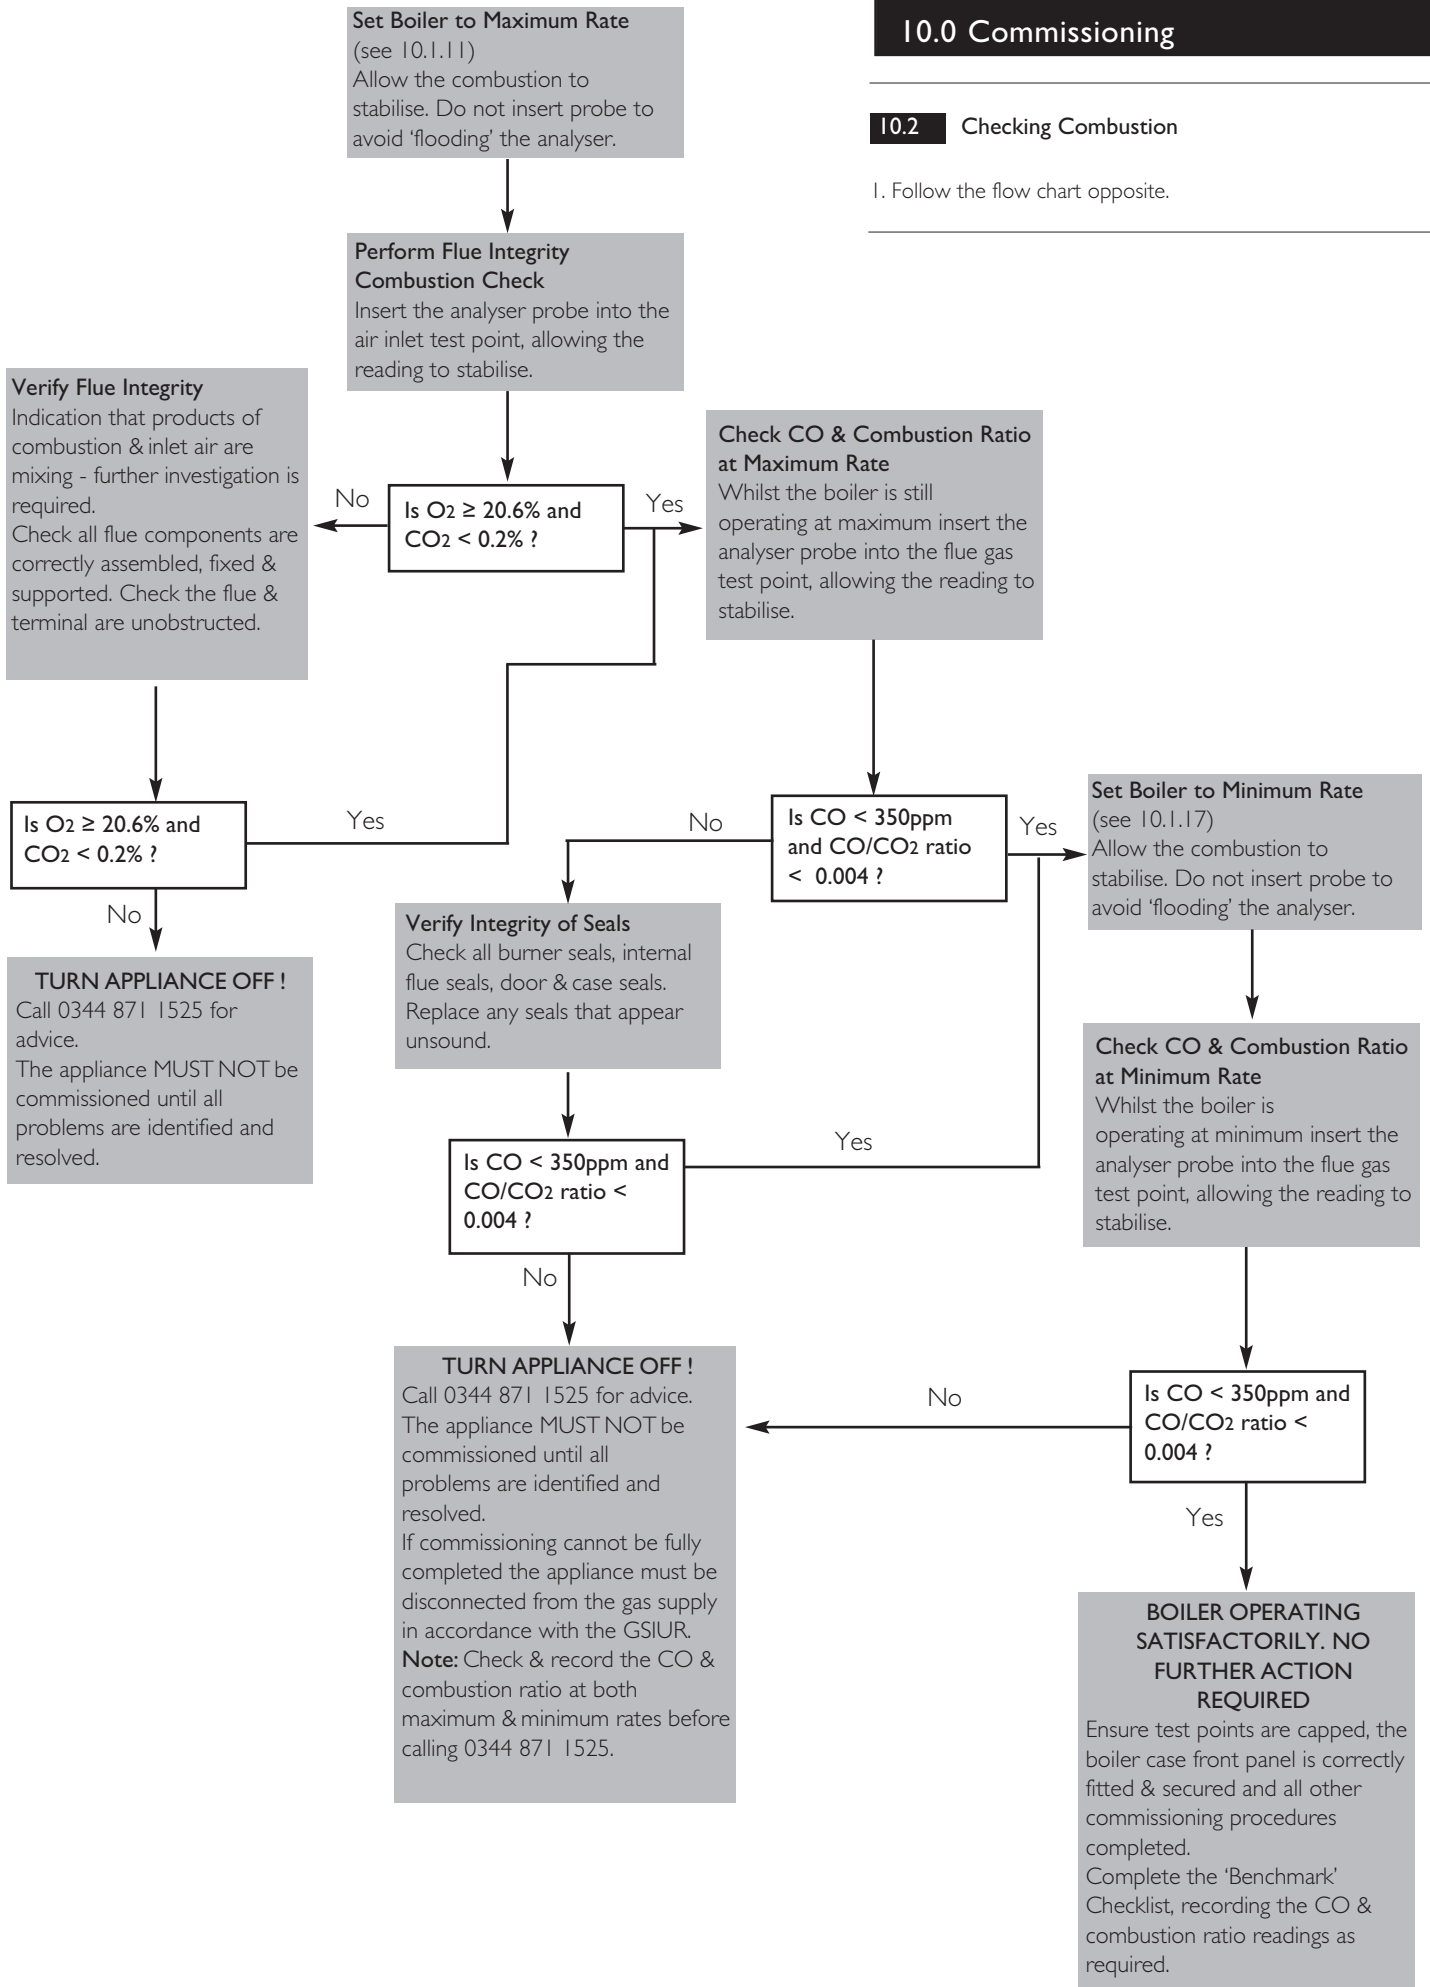 10.0 Commissioning
10.2 Checking Combustion
1. Follow the flow chart opposite.
Set Boiler to Maximum Rate
(see 10.1.11)
Allow the combustion to
stabilise. Do not insert probe to
avoid ‘flooding’ the analyser.
Perform Flue Integrity
Combustion Check
Insert the analyser probe into the
air inlet test point, allowing the
reading to stabilise.
Is O2 ≥ 20.6% and
CO2 < 0.2% ?
No
Yes
Verify Flue Integrity
Indication that products of
combustion & inlet air are
mixing - further investigation is
required.
Check all flue components are
correctly assembled, fixed &
supported. Check the flue &
terminal are unobstructed.
Is O2 ≥ 20.6% and
CO2 < 0.2% ?
Yes
No
TURN APPLIANCE OFF !
Call 0344 871 1525 for
advice.
The appliance MUST NOT be
commissioned until all
problems are identified and
resolved.
Check CO & Combustion Ratio
at Maximum Rate
Whilst the boiler is still
operating at maximum insert the
analyser probe into the flue gas
test point, allowing the reading to
stabilise.
Is CO < 350ppm
and CO/CO2 ratio
< 0.004 ?
No
Yes
Verify Integrity of Seals
Check all burner seals, internal
flue seals, door & case seals.
Replace any seals that appear
unsound.
Is CO < 350ppm and
CO/CO2 ratio <
0.004 ?
Yes
No
TURN APPLIANCE OFF !
Call 0344 871 1525 for advice.
The appliance MUST NOT be
commissioned until all
problems are identified and
resolved.
If commissioning cannot be fully
completed the appliance must be
disconnected from the gas supply
in accordance with the GSIUR.
Note: Check & record the CO &
combustion ratio at both
maximum & minimum rates before
calling 0344 871 1525.
Set Boiler to Minimum Rate
(see 10.1.17)
Allow the combustion to
stabilise. Do not insert probe to
avoid ‘flooding’ the analyser.
Check CO & Combustion Ratio
at Minimum Rate
Whilst the boiler is
operating at minimum insert the
analyser probe into the flue gas
test point, allowing the reading to
stabilise.
Is CO < 350ppm and
CO/CO2 ratio <
0.004 ?
No
Yes
BOILER OPERATING
SATISFACTORILY. NO
FURTHER ACTION
REQUIRED
Ensure test points are capped, the
boiler case front panel is correctly
fitted & secured and all other
commissioning procedures
completed.
Complete the ‘Benchmark’
Checklist, recording the CO &
combustion ratio readings as
required.